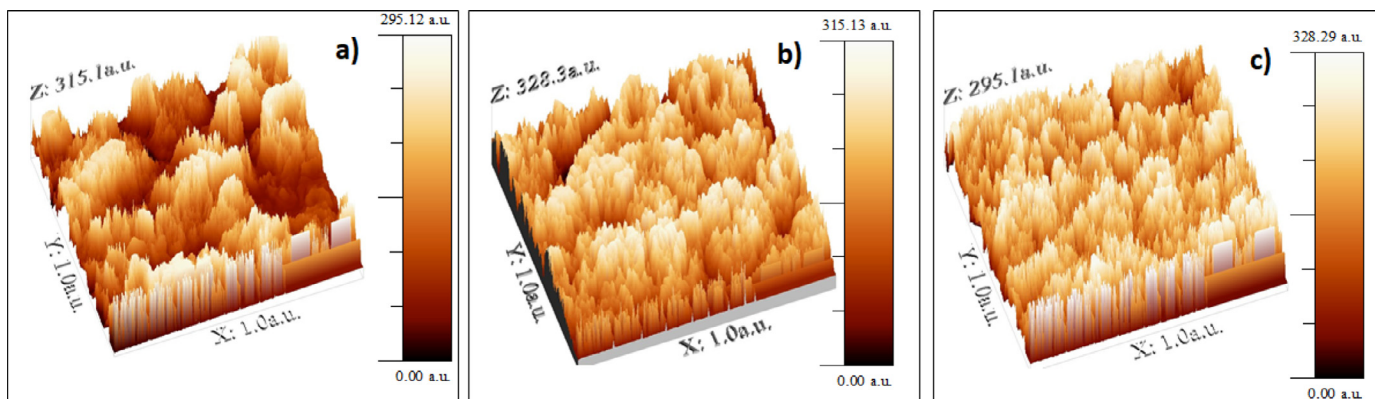 295.12 a.u.
a)
Z: 315.1a.u.
Y: 1.0a.u.
X: 1.0a.u.
0.00 a.u.
315.13 a.u.
b)
Z: 328.3a.u.
Y: 1.0a.u.
X: 1.0a.u.
0.00 a.u.
328.29 a.u.
c)
Z: 295.1a.u.
Y: 1.0a.u.
X: 1.0a.u.
0.00 a.u.